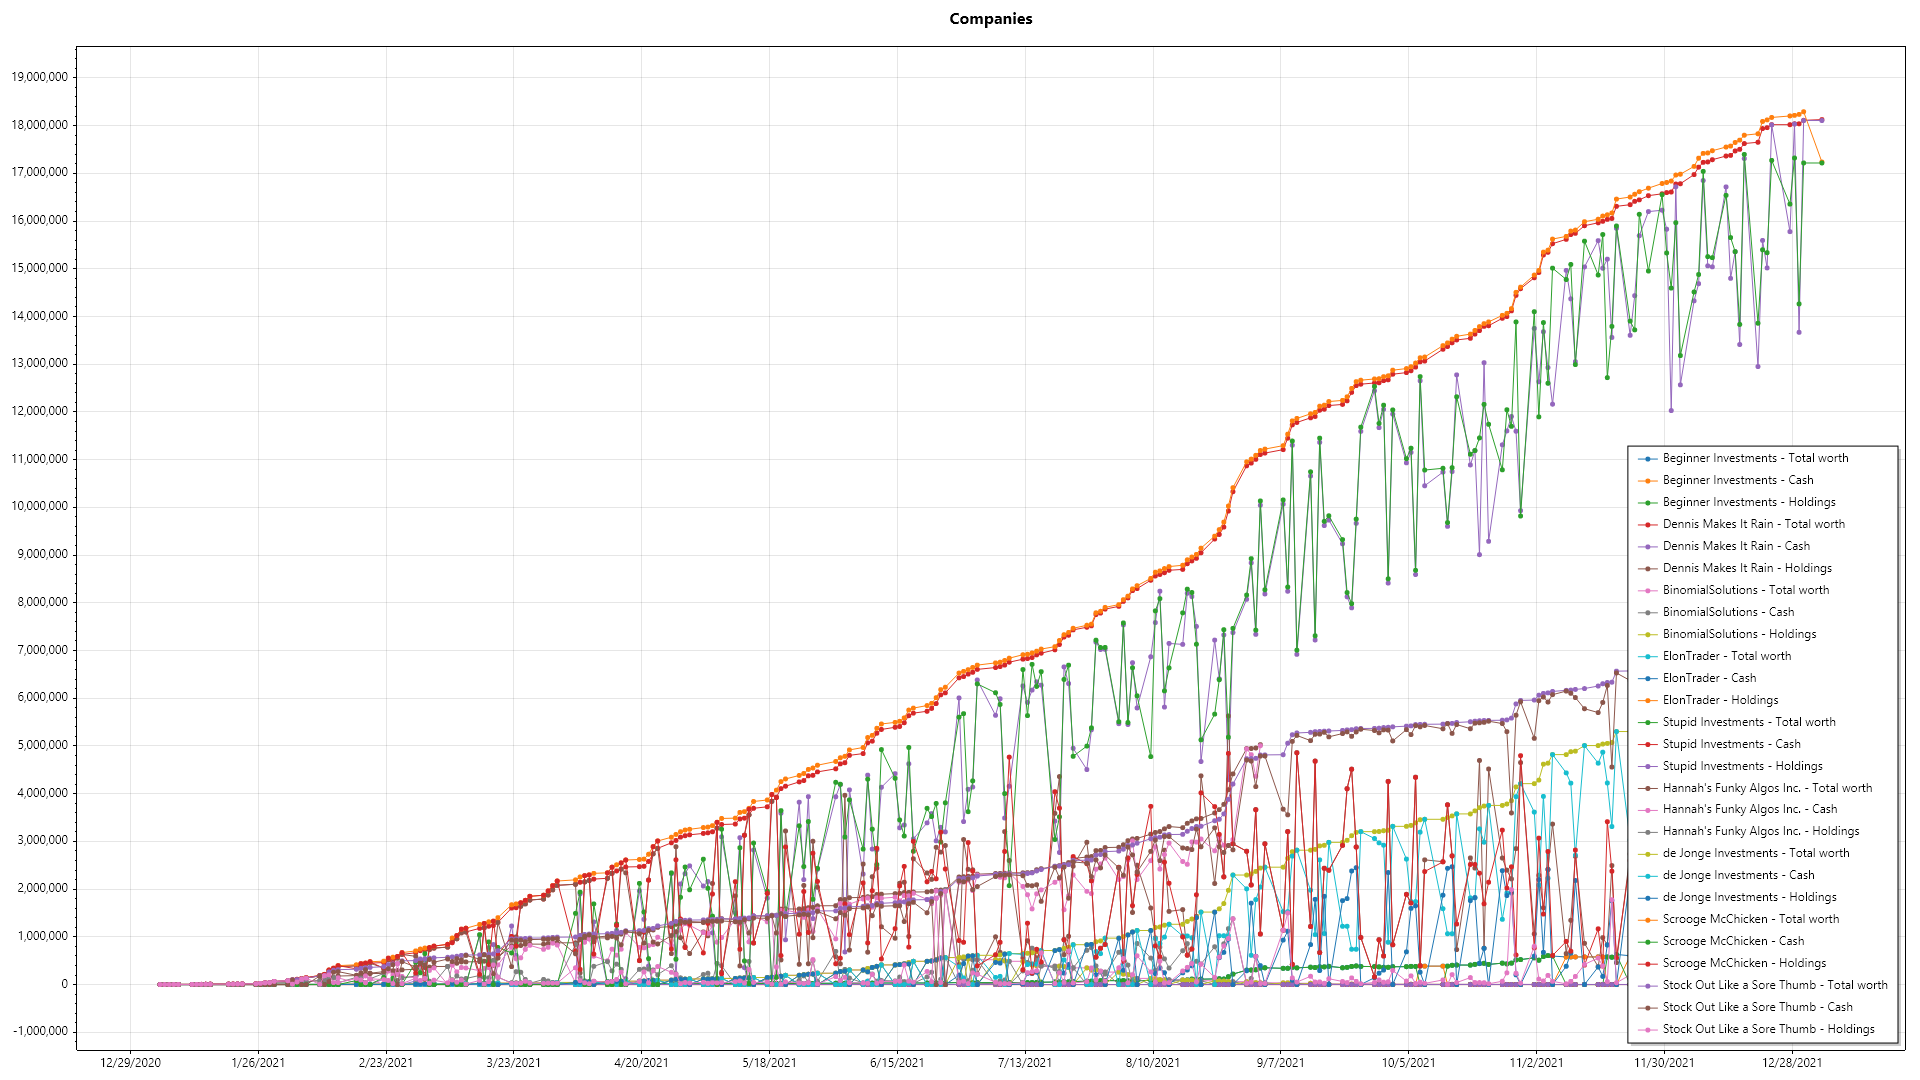 Companies
19,000,000
18,000,000
17,000,000
16,000,000
15,000,000
14,000,000
13,000,000
12,000,000
11,000,000
10,000,000
9,000,000
8,000,000
7,000,000
6,000,000
5,000,000
4,000,000
3,000,000
2,000,000
1,000,000
0
-1,000,000
12/29/2020 1/26/2021 2/23/2021 3/23/2021 4/20/2021 5/18/2021 6/15/2021 7/13/2021 8/10/2021 9/7/2021 10/5/2021 11/2/2021 11/30/2021 12/28/2021
Beginner Investments - Total worth
Beginner Investments - Cash
Beginner Investments - Holdings
Dennis Makes It Rain - Total worth
Dennis Makes It Rain - Cash
Dennis Makes It Rain - Holdings
BinomialSolutions - Total worth
BinomialSolutions - Cash
BinomialSolutions - Holdings
ElonTrader - Total worth
ElonTrader - Cash
ElonTrader - Holdings
Stupid Investments - Total worth
Stupid Investments - Cash
Stupid Investments - Holdings
Hannah's Funky Algos Inc. - Total worth
Hannah's Funky Algos Inc. - Cash
Hannah's Funky Algos Inc. - Holdings
de Jonge Investments - Total worth
de Jonge Investments - Cash
de Jonge Investments - Holdings
Scrooge McChicken - Total worth
Scrooge McChicken - Cash
Scrooge McChicken - Holdings
Stock Out Like a Sore Thumb - Total worth
Stock Out Like a Sore Thumb - Cash
Stock Out Like a Sore Thumb - Holdings